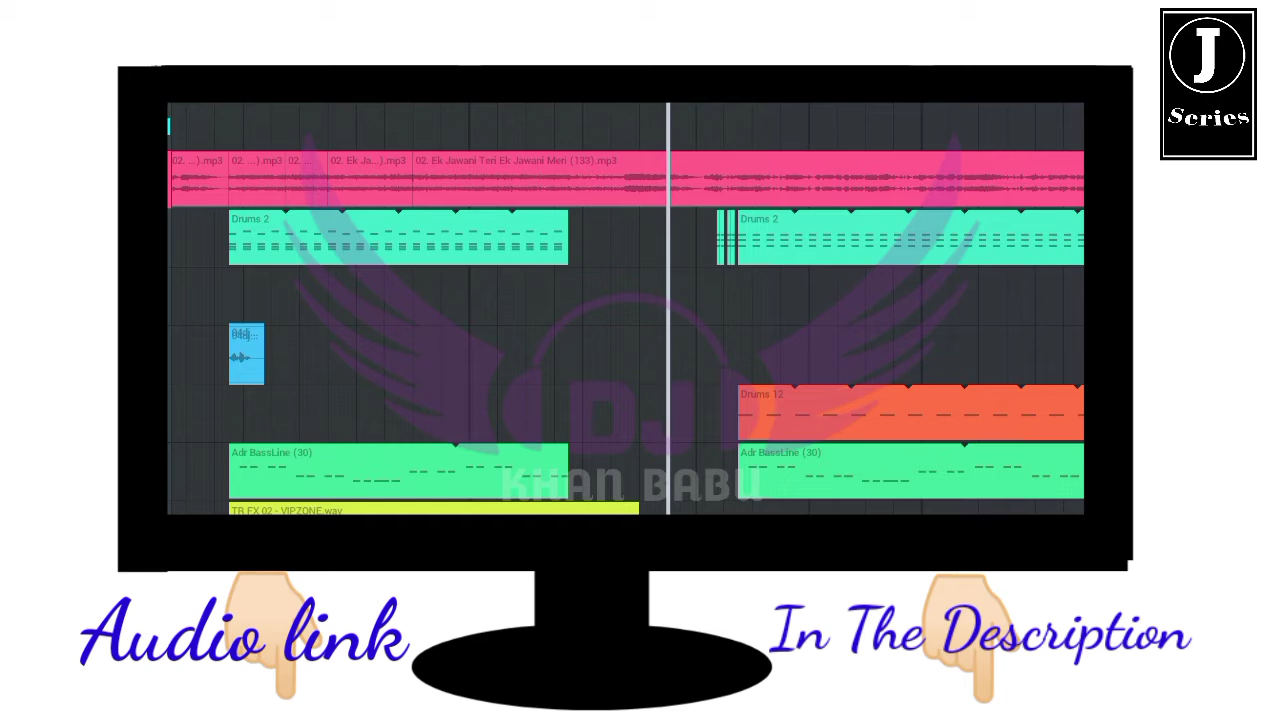 J
Series
02. ...).mp3 02. ...).mp3 02. ... 02. Ek Ja...).mp3 02. Ek Jawani Teri Ek Jawani Meri (133).mp3
Drums 2 Drums 2
Drums 12
DJ
Adr BassLine (30) Adr BassLine (30)
KHAN BABU
TR FX 02 - VIPZONE.wav
Audio link In The Description